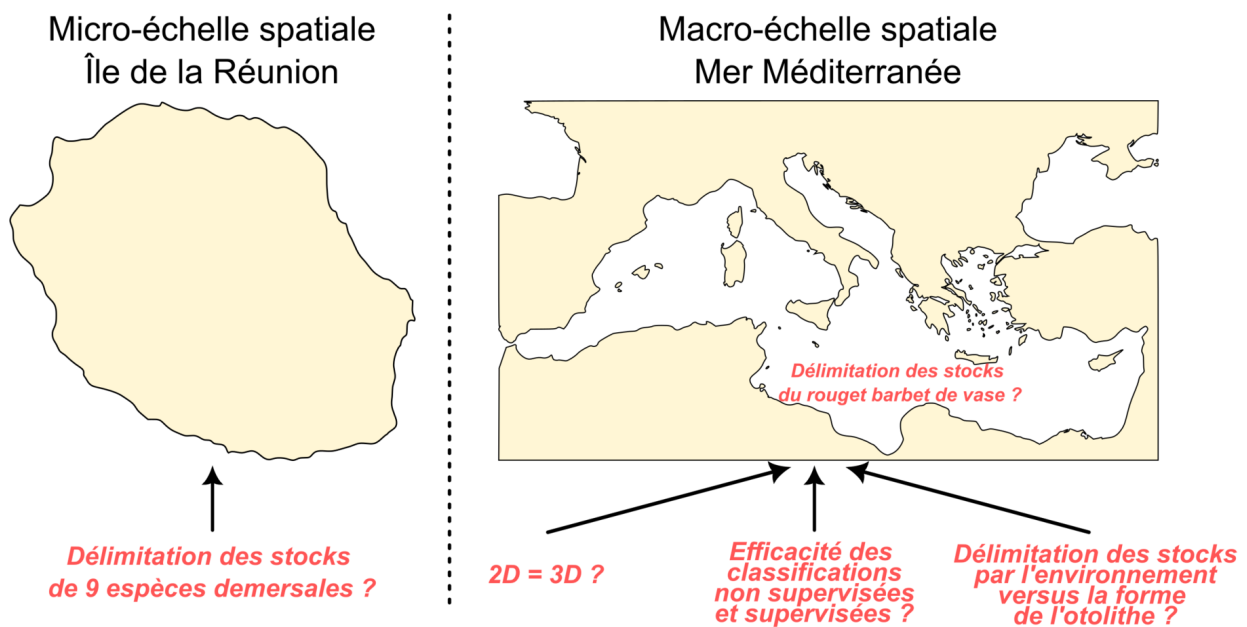 Micro-échelle spatiale
Île de la Réunion
Macro-échelle spatiale
Mer Méditerranée
Délimitation des stocks
du rouget barbet de vase ?
Délimitation des stocks
de 9 espèces demersales ?
2D = 3D ?
Efficacité des
classifications
non supervisées
et supervisées ?
Délimitation des stocks
par l'environnement
versus la forme
de l'otolithe ?